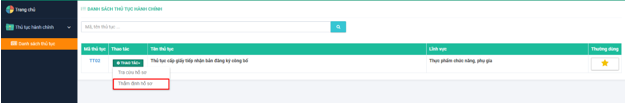 Trang chủ
Thủ tục hành chính
Danh sách thủ tục
DANH SÁCH THỦ TỤC HÀNH CHÍNH
Mã, tên thủ tục ...
Mã thủ tục Thao tác Tên thủ tục Lĩnh vực Thường dùng
TT02 THAO TÁC Thủ tục cấp giấy tiếp nhận bản đăng ký công bố Thực phẩm chức năng, phụ gia
Tra cứu hồ sơ
Thẩm định hồ sơ